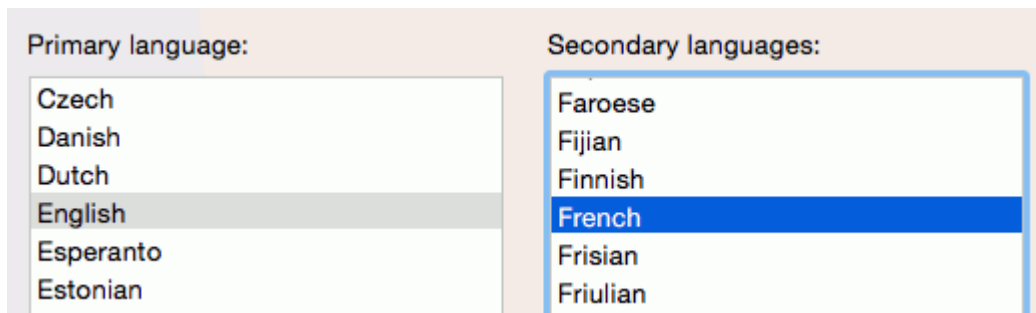 Primary language:
Czech
Danish
Dutch
English
Esperanto
Estonian
Secondary languages:
Faroese
Fijian
Finnish
French
Frisian
Friulian